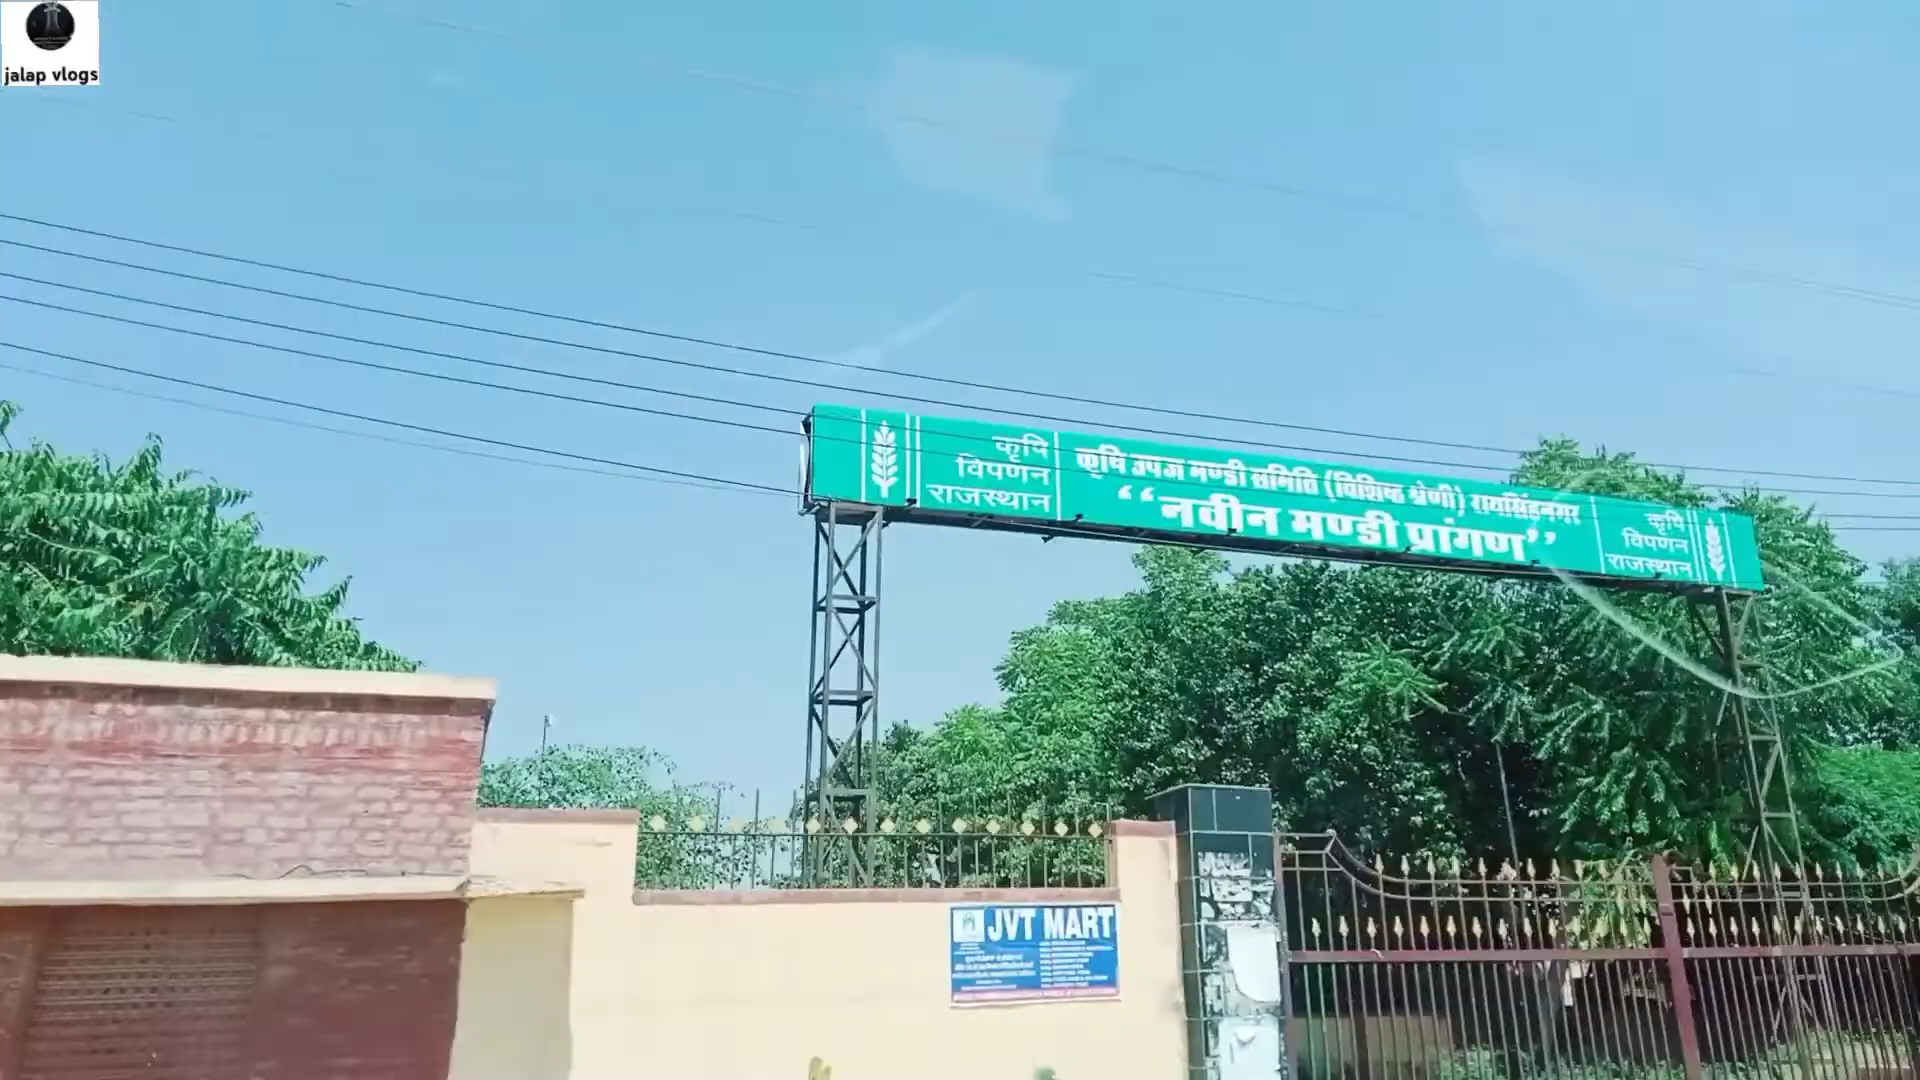 jalap vlogs
कृषि
विपणन
राजस्थान
कृषि उपज मण्डी समिति (विशिष्ठ श्रेणी) रायसिंहनगर
“नवीन मण्डी प्रांगण”
कृषि
विपणन
राजस्थान
JVT MART